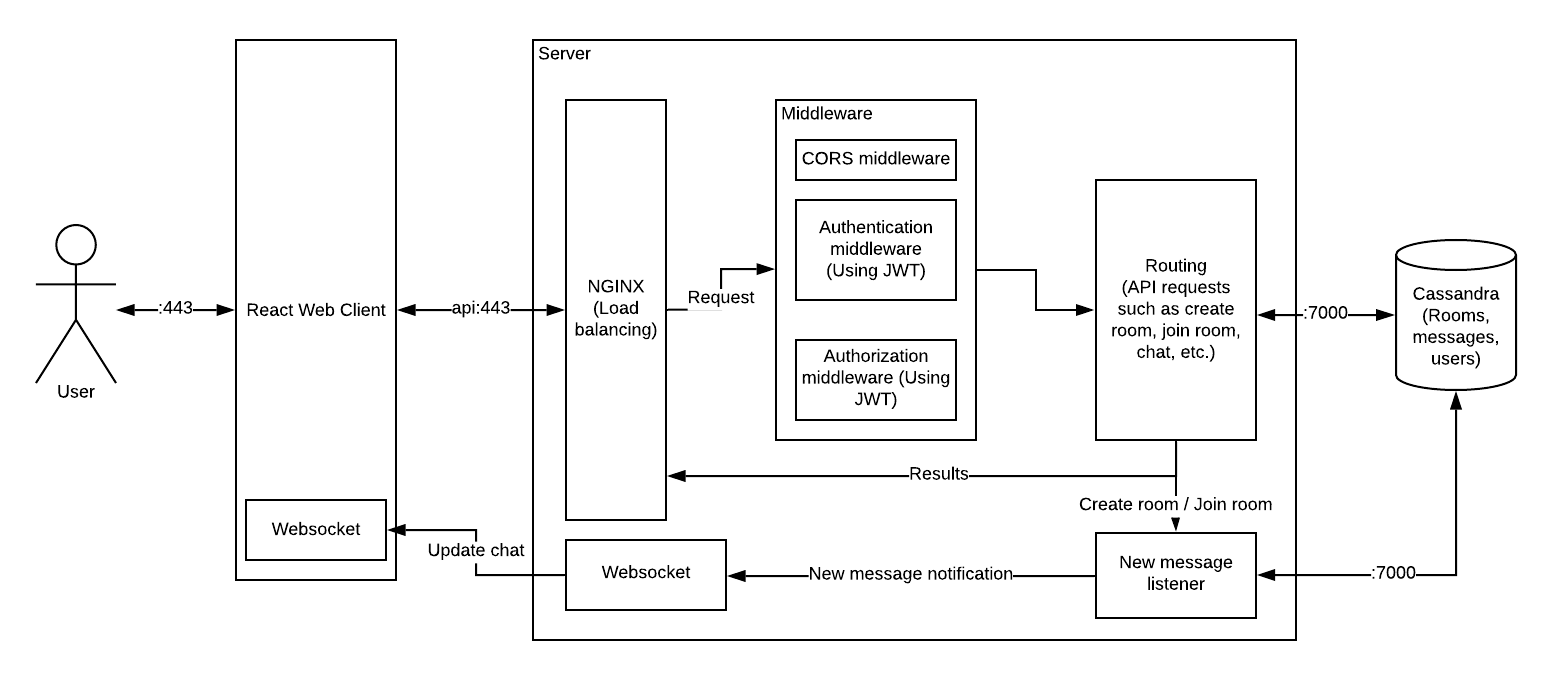 Server
Middleware
CORS middleware
Authentication
middleware
(Using JWT)
Authorization
middleware (Using
JWT)
NGINX
(Load
balancing)
Request
Routing
(API requests
such as create
room, join room,
chat, etc.)
Cassandra
(Rooms,
messages,
users)
:7000
User
:443
React Web Client
api:443
Results
Create room / Join room
Websocket
Update chat
Websocket
New message notification
New message
listener
:7000